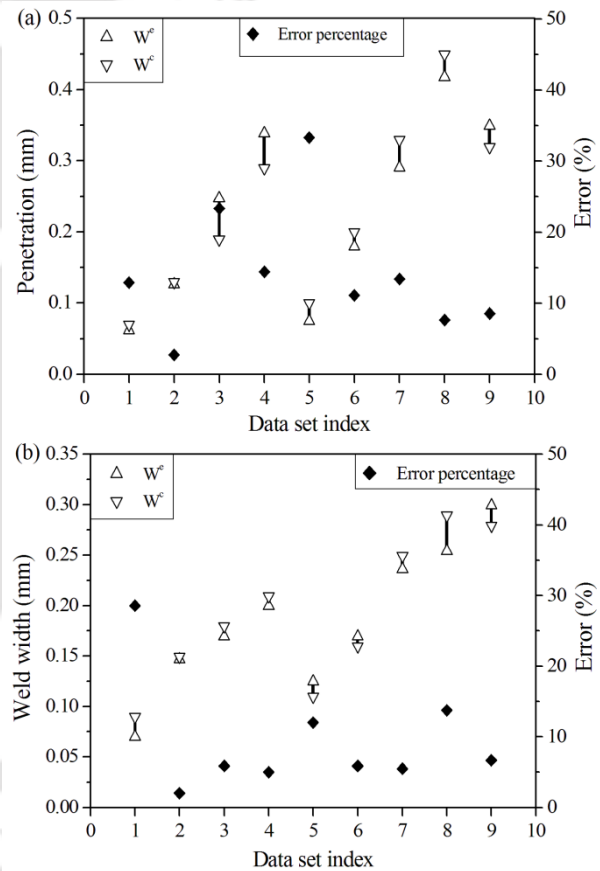 (a)
Wᵉ
Wᶜ
Error percentage
Penetration (mm)
0.5
0.4
0.3
0.2
0.1
0.0
Error (%)
50
40
30
20
10
0
0 1 2 3 4 5 6 7 8 9 10
Data set index
(b)
Wᵉ
Wᶜ
Error percentage
Weld width (mm)
0.35
0.30
0.25
0.20
0.15
0.10
0.05
0.00
Error (%)
50
40
30
20
10
0
0 1 2 3 4 5 6 7 8 9 10
Data set index